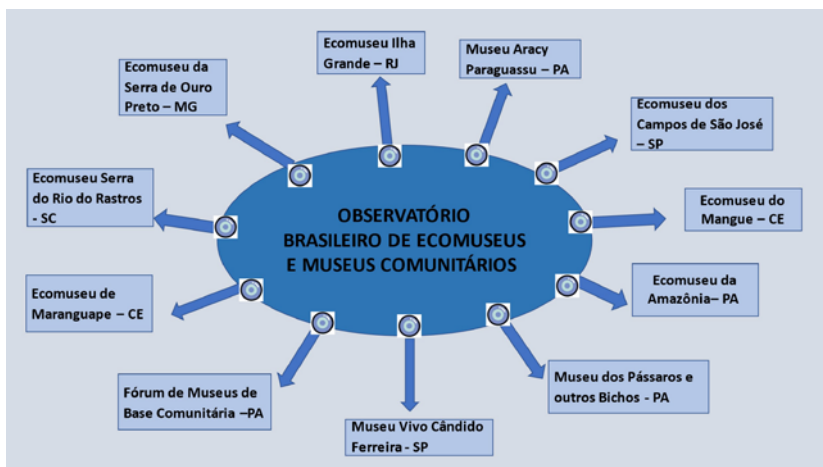 Ecomuseu Ilha
Grande – RJ
Museu Aracy
Paraguassu – PA
Ecomuseu da
Serra de Ouro
Preto – MG
Ecomuseu dos
Campos de São José
– SP
Ecomuseu Serra
do Rio do Rastros
- SC
OBSERVATÓRIO
BRASILEIRO DE ECOMUSEUS
E MUSEUS COMUNITÁRIOS
Ecomuseu do
Mangue – CE
Ecomuseu de
Maranguape – CE
Ecomuseu da
Amazônia– PA
Fórum de Museus de
Base Comunitária –PA
Museu dos Pássaros e
outros Bichos - PA
Museu Vivo Cândido
Ferreira - SP